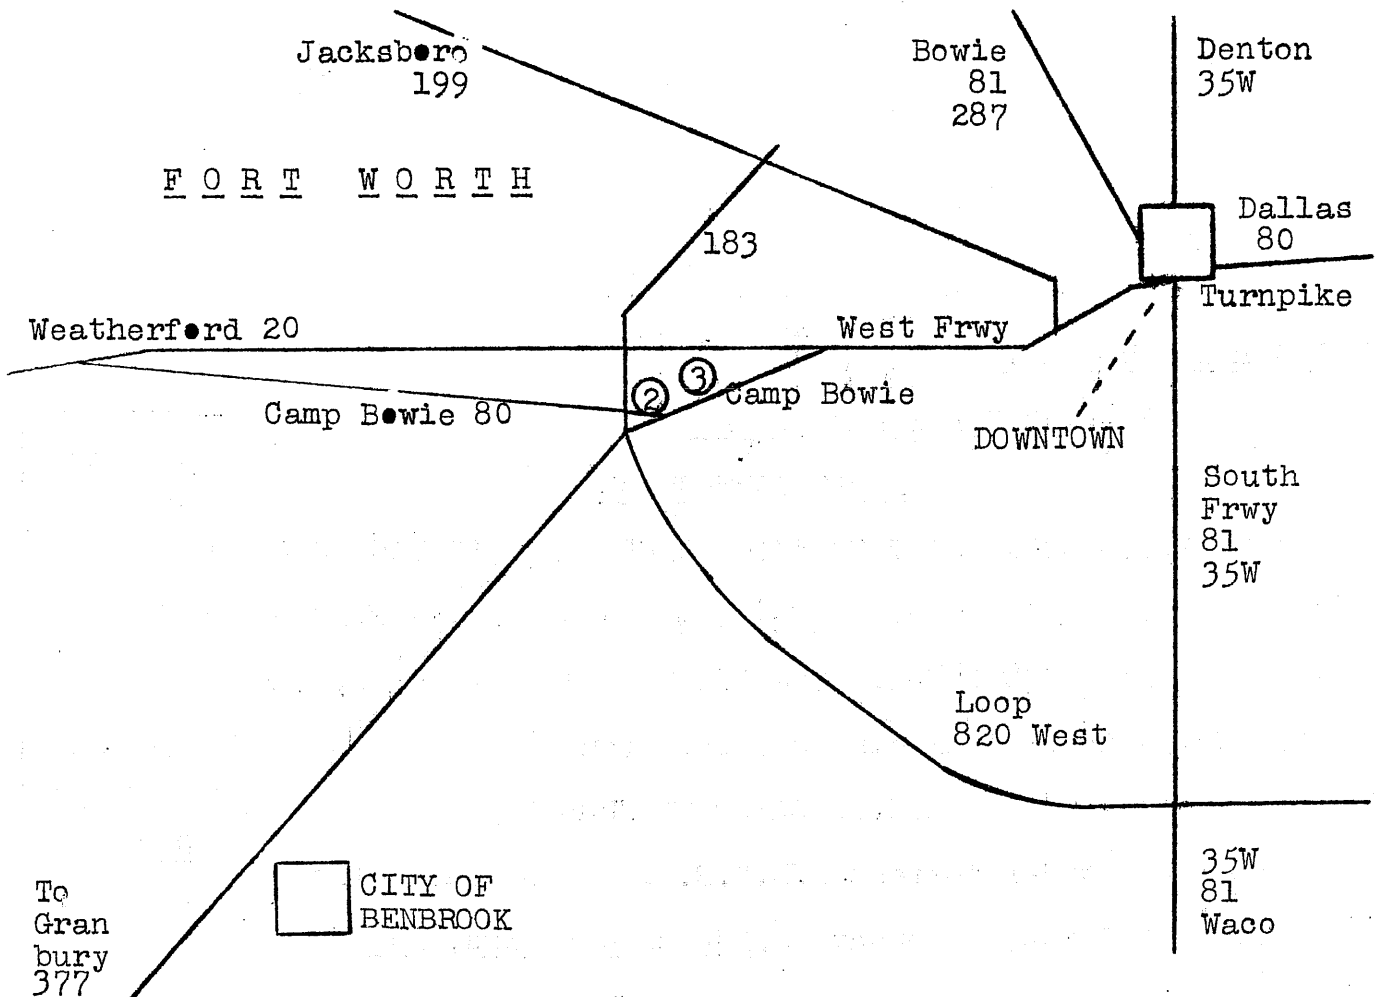 Jacksboro
199
Bowie
81
287
Denton
35W
FORT WORTH
183
Dallas
80
Turnpike
Weatherford 20
West Frwy
3
2
Camp Bowie
Camp Bowie 80
DOWNTOWN
South
Frwy
81
35W
Loop
820 West
To
Gran
bury
377
CITY OF
BENBROOK
35W
81
Waco